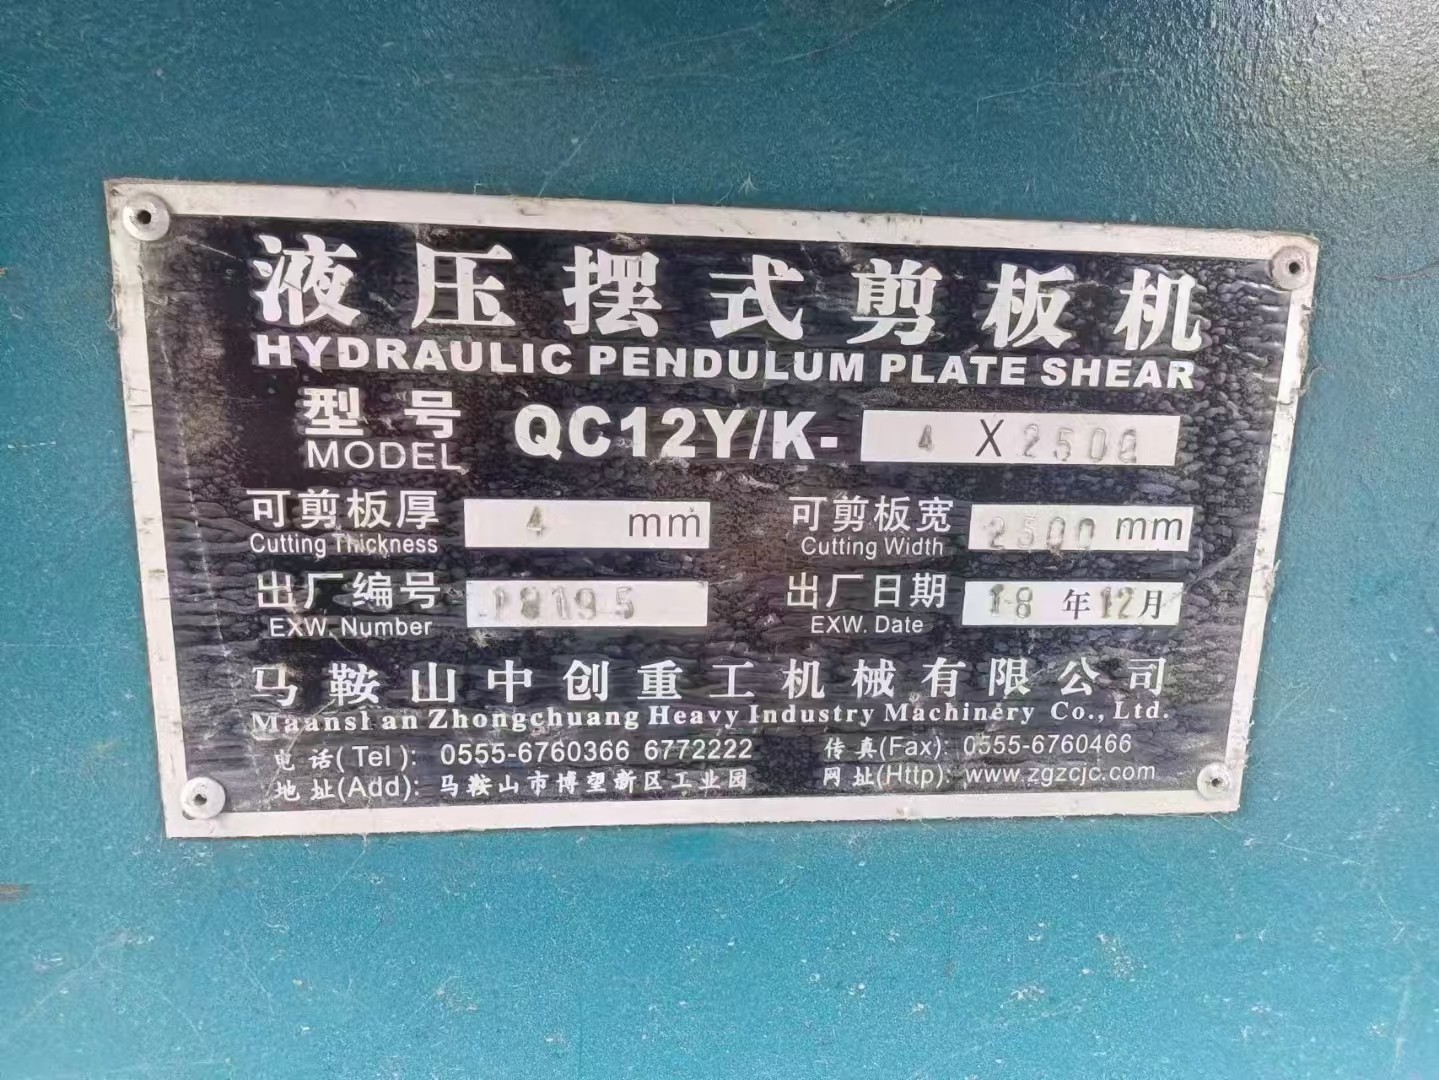 液压摆式剪板机
HYDRAULIC PENDULUM PLATE SHEAR
型号 MODEL QC12Y/K- 4 X 2500
可剪板厚 Cutting Thickness 4 mm 可剪板宽 Cutting Width 2500 mm
出厂编号 EXW. Number 18195 出厂日期 EXW. Date 18年12月
马鞍山中创重工机械有限公司
Maanshan Zhongchuang Heavy Industry Machinery Co., Ltd.
电话(Tel): 0555-6760366 6772222 传真(Fax): 0555-6760466
地址(Add): 马鞍山市博望新区工业园 网址(Http): www.zgzcjc.com